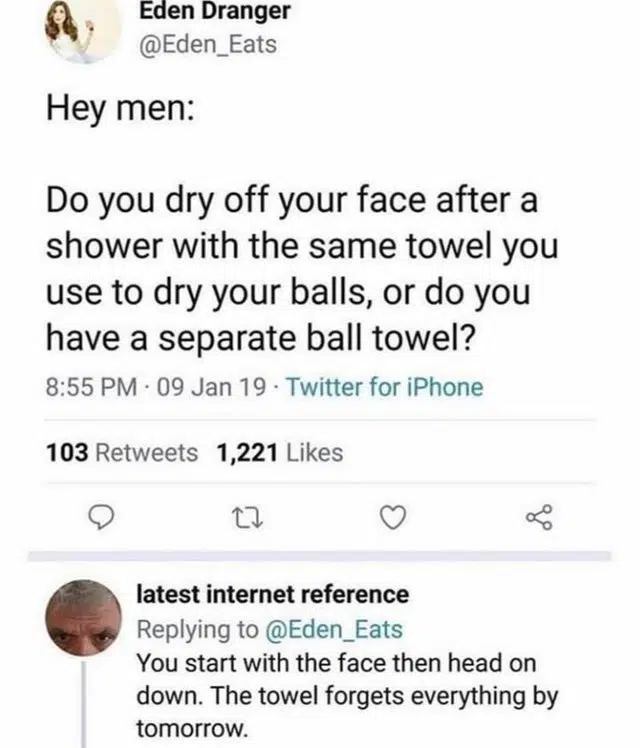 Eden Dranger
@Eden_Eats
Hey men:
Do you dry off your face after a
shower with the same towel you
use to dry your balls, or do you
have a separate ball towel?
8:55 PM · 09 Jan 19 · Twitter for iPhone
103 Retweets 1,221 Likes
latest internet reference
Replying to @Eden_Eats
You start with the face then head on
down. The towel forgets everything by
tomorrow.